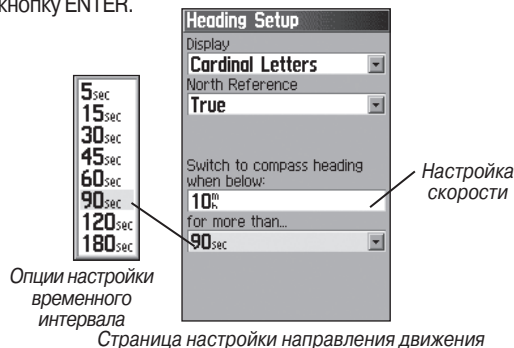 кнопку ENTER.
Heading Setup
Display
Cardinal Letters
North Reference
True
Switch to compass heading
when below:
10 m/h
for more than...
90sec
5sec
15sec
30sec
45sec
60sec
90sec
120sec
180sec
Настройка
скорости
Опции настройки
временного
интервала
Страница настройки направления движения